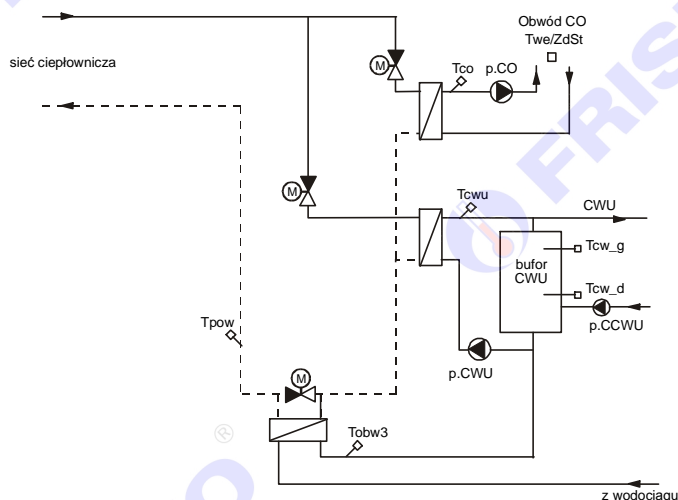 Obwód CO
Twe/ZdSt
M
Tco
p.CO
sieć ciepłownicza
FRIS
M
Tcwu
CWU
Tcw_g
bufor
CWU
Tcw_d
p.CCWU
Tpow
p.CWU
M
Tobw3
®
O
z wodociągu